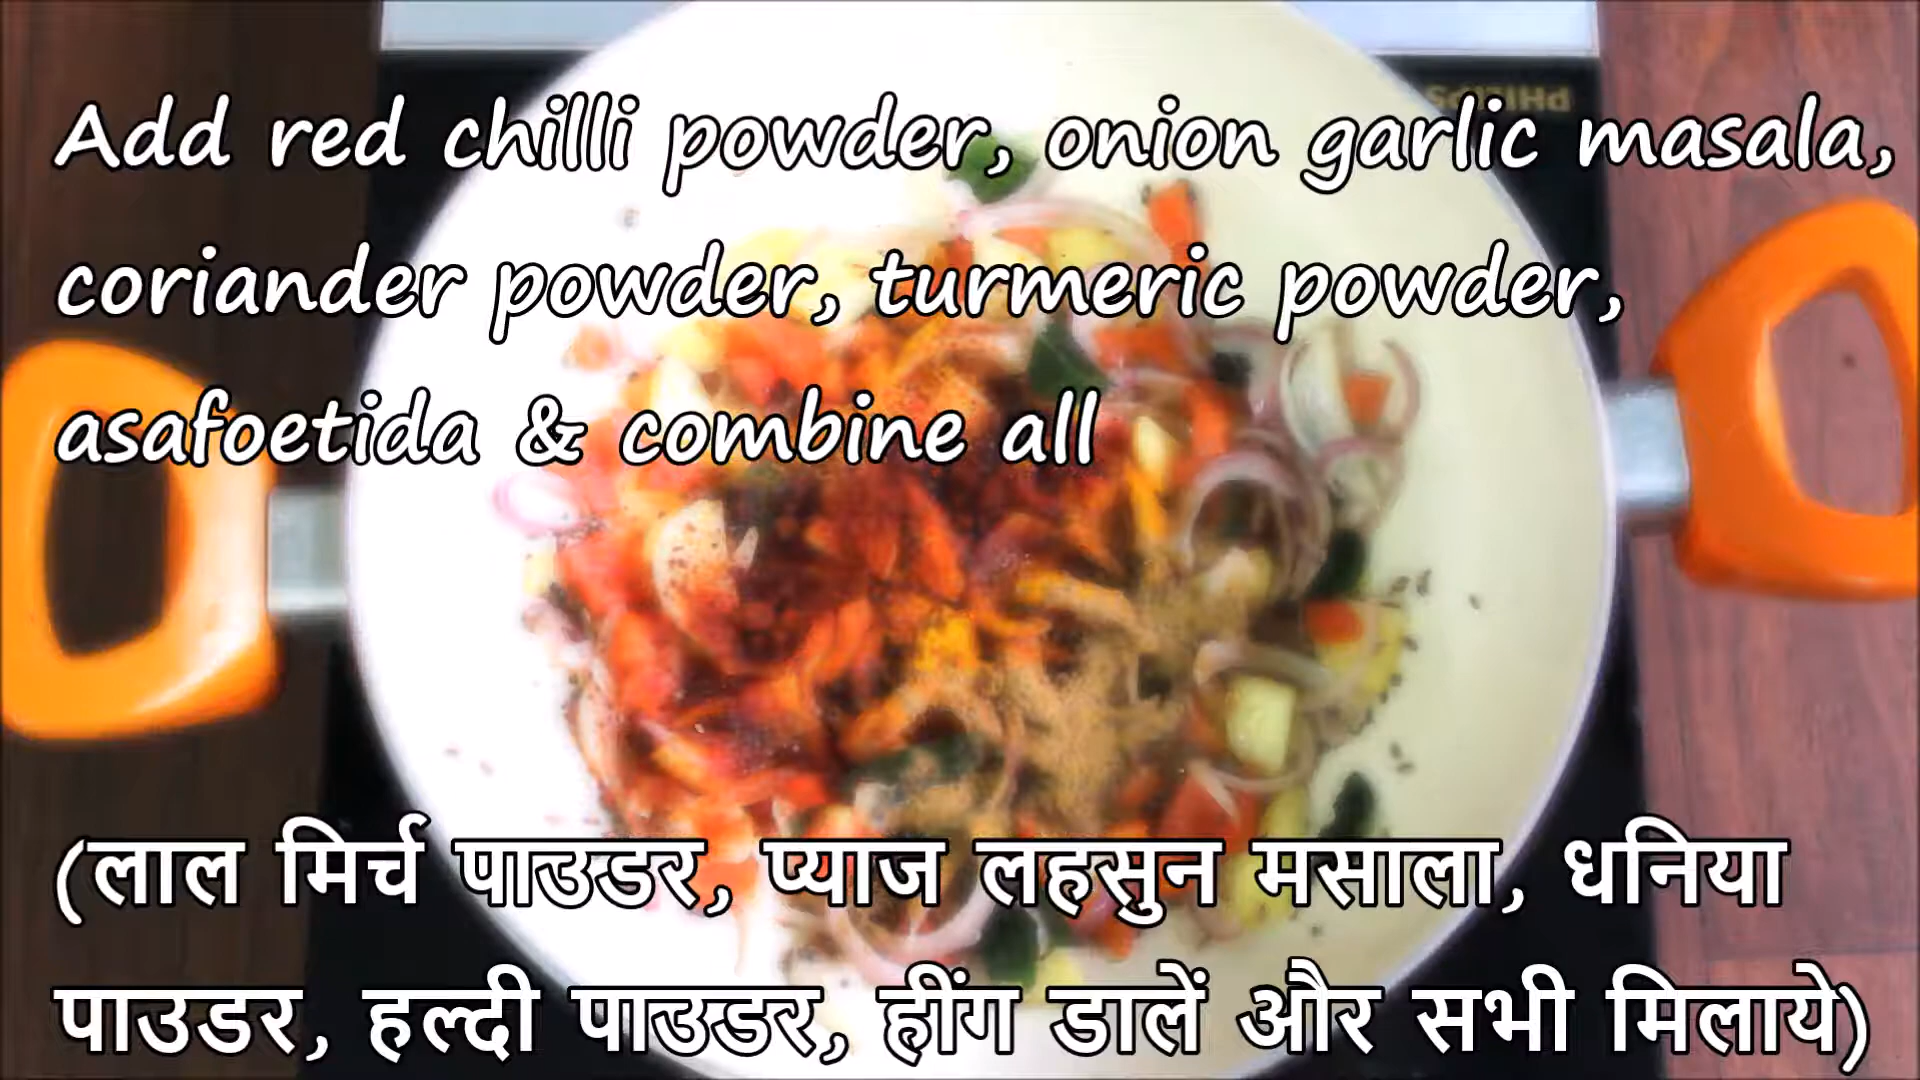 PHILIPS
Add red chilli powder, onion garlic masala,
coriander powder, turmeric powder,
asafoetida & combine all
(लाल मिर्च पाउडर, प्याज लहसुन मसाला, धनिया
पाउडर, हल्दी पाउडर, हींग डालें और सभी मिलाये)